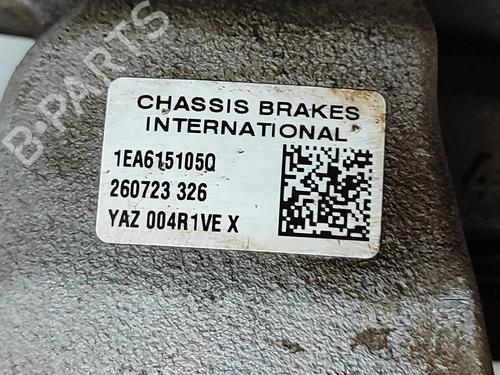 B-PARTS
CHASSIS BRAKES
INTERNATIONAL
1EA615105Q
260723 326
YAZ 004R1VE X